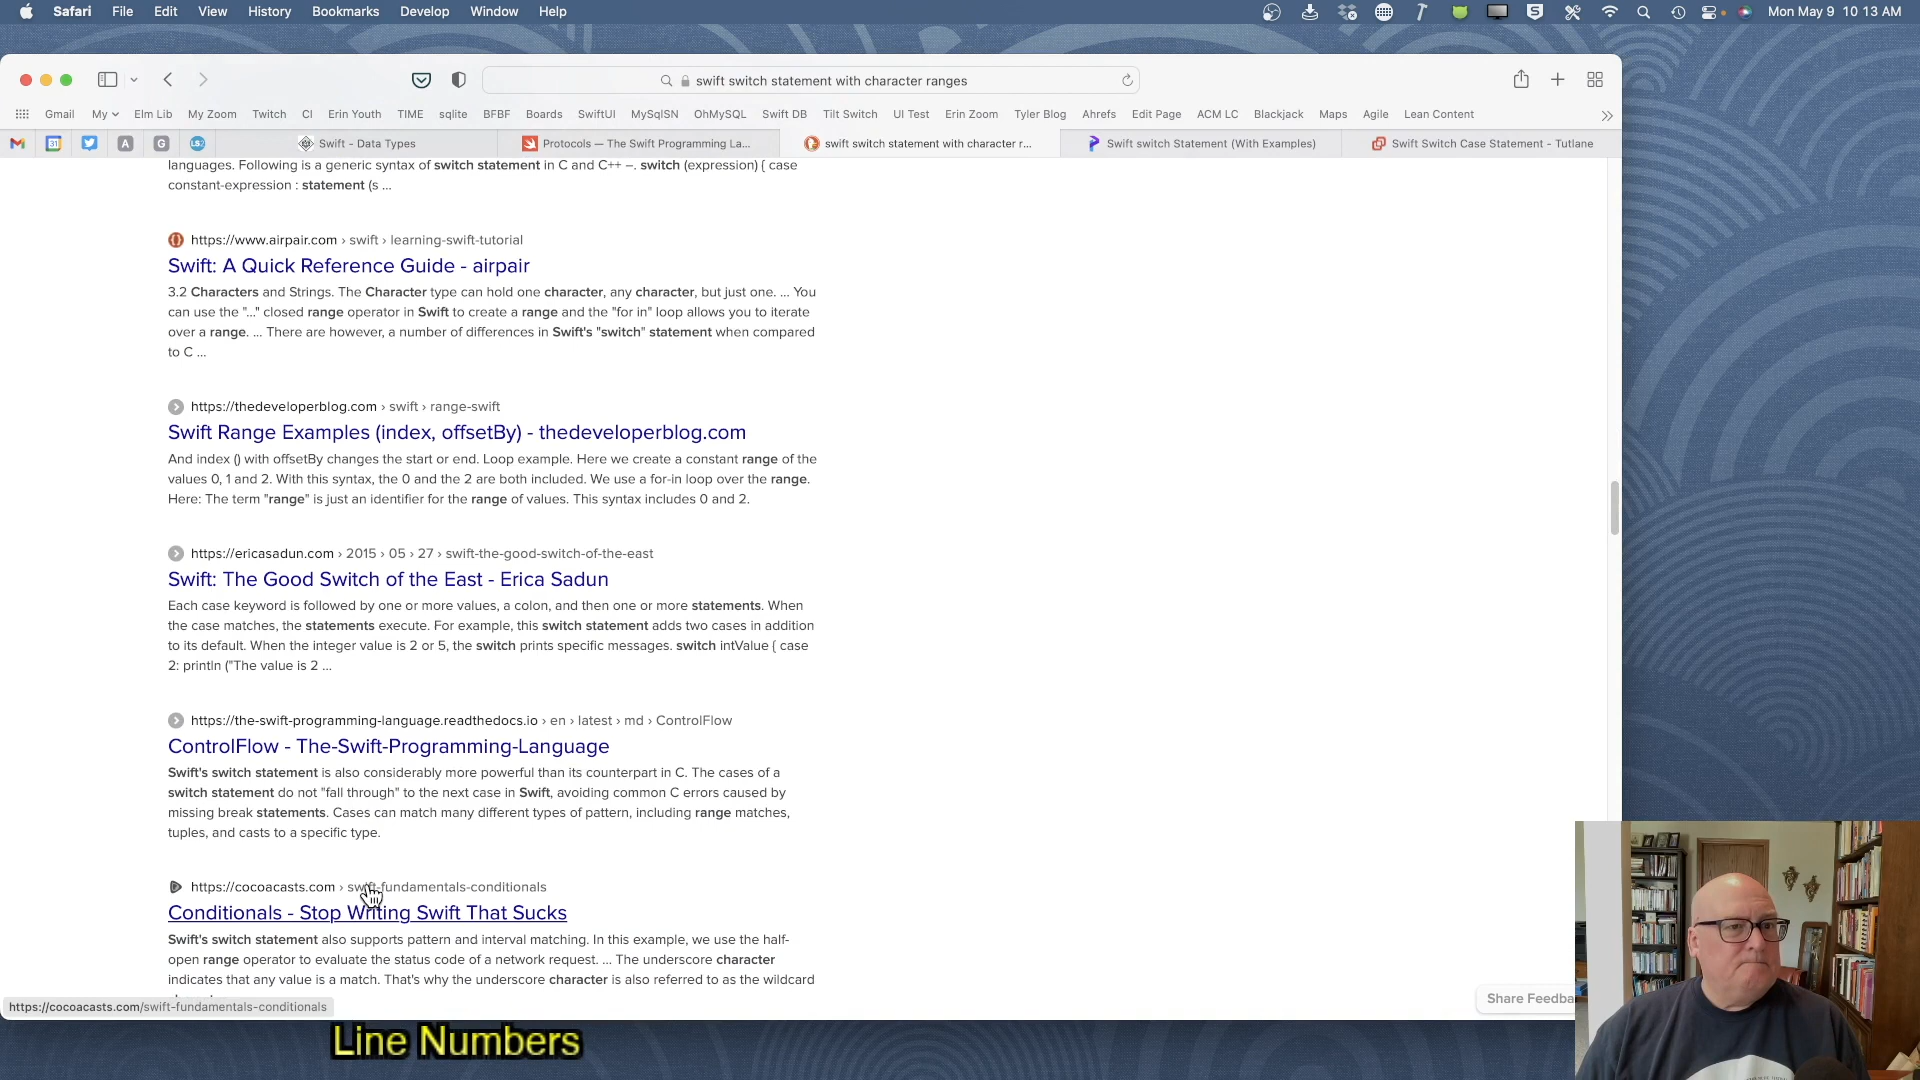 Safari File Edit View History Bookmarks Develop Window Help
Mon May 9 10 13 AM
swift switch statement with character ranges
Gmail My Elm Lib My Zoom Twitch CI Erin Youth TIME sqlite BFBF Boards SwiftUI MySqlSN OhMySQL Swift DB Tilt Switch UI Test Erin Zoom Tyler Blog Ahrefs Edit Page ACM LC Blackjack Maps Agile Lean Content
31 A G LS2 Swift - Data Types Protocols — The Swift Programming La... swift switch statement with character r... Swift switch Statement (With Examples) Swift Switch Case Statement - Tutlane
languages. Following is a generic syntax of switch statement in C and C++ –. switch (expression) { case
constant-expression : statement (s ...
https://www.airpair.com › swift › learning-swift-tutorial
Swift: A Quick Reference Guide - airpair
3.2 Characters and Strings. The Character type can hold one character, any character, but just one. ... You
can use the "..." closed range operator in Swift to create a range and the "for in" loop allows you to iterate
over a range. ... There are however, a number of differences in Swift's "switch" statement when compared
to C ...
https://thedeveloperblog.com › swift › range-swift
Swift Range Examples (index, offsetBy) - thedeveloperblog.com
And index () with offsetBy changes the start or end. Loop example. Here we create a constant range of the
values 0, 1 and 2. With this syntax, the 0 and the 2 are both included. We use a for-in loop over the range.
Here: The term "range" is just an identifier for the range of values. This syntax includes 0 and 2.
https://ericasadun.com › 2015 › 05 › 27 › swift-the-good-switch-of-the-east
Swift: The Good Switch of the East - Erica Sadun
Each case keyword is followed by one or more values, a colon, and then one or more statements. When
the case matches, the statements execute. For example, this switch statement adds two cases in addition
to its default. When the integer value is 2 or 5, the switch prints specific messages. switch intValue { case
2: println ("The value is 2 ...
https://the-swift-programming-language.readthedocs.io › en › latest › md › ControlFlow
ControlFlow - The-Swift-Programming-Language
Swift's switch statement is also considerably more powerful than its counterpart in C. The cases of a
switch statement do not "fall through" to the next case in Swift, avoiding common C errors caused by
missing break statements. Cases can match many different types of pattern, including range matches,
tuples, and casts to a specific type.
https://cocoacasts.com › swift-fundamentals-conditionals
Conditionals - Stop Writing Swift That Sucks
Swift's switch statement also supports pattern and interval matching. In this example, we use the half-
open range operator to evaluate the status code of a network request. ... The underscore character
indicates that any value is a match. That's why the underscore character is also referred to as the wildcard
https://cocoacasts.com/swift-fundamentals-conditionals
Share Feedba
Line Numbers